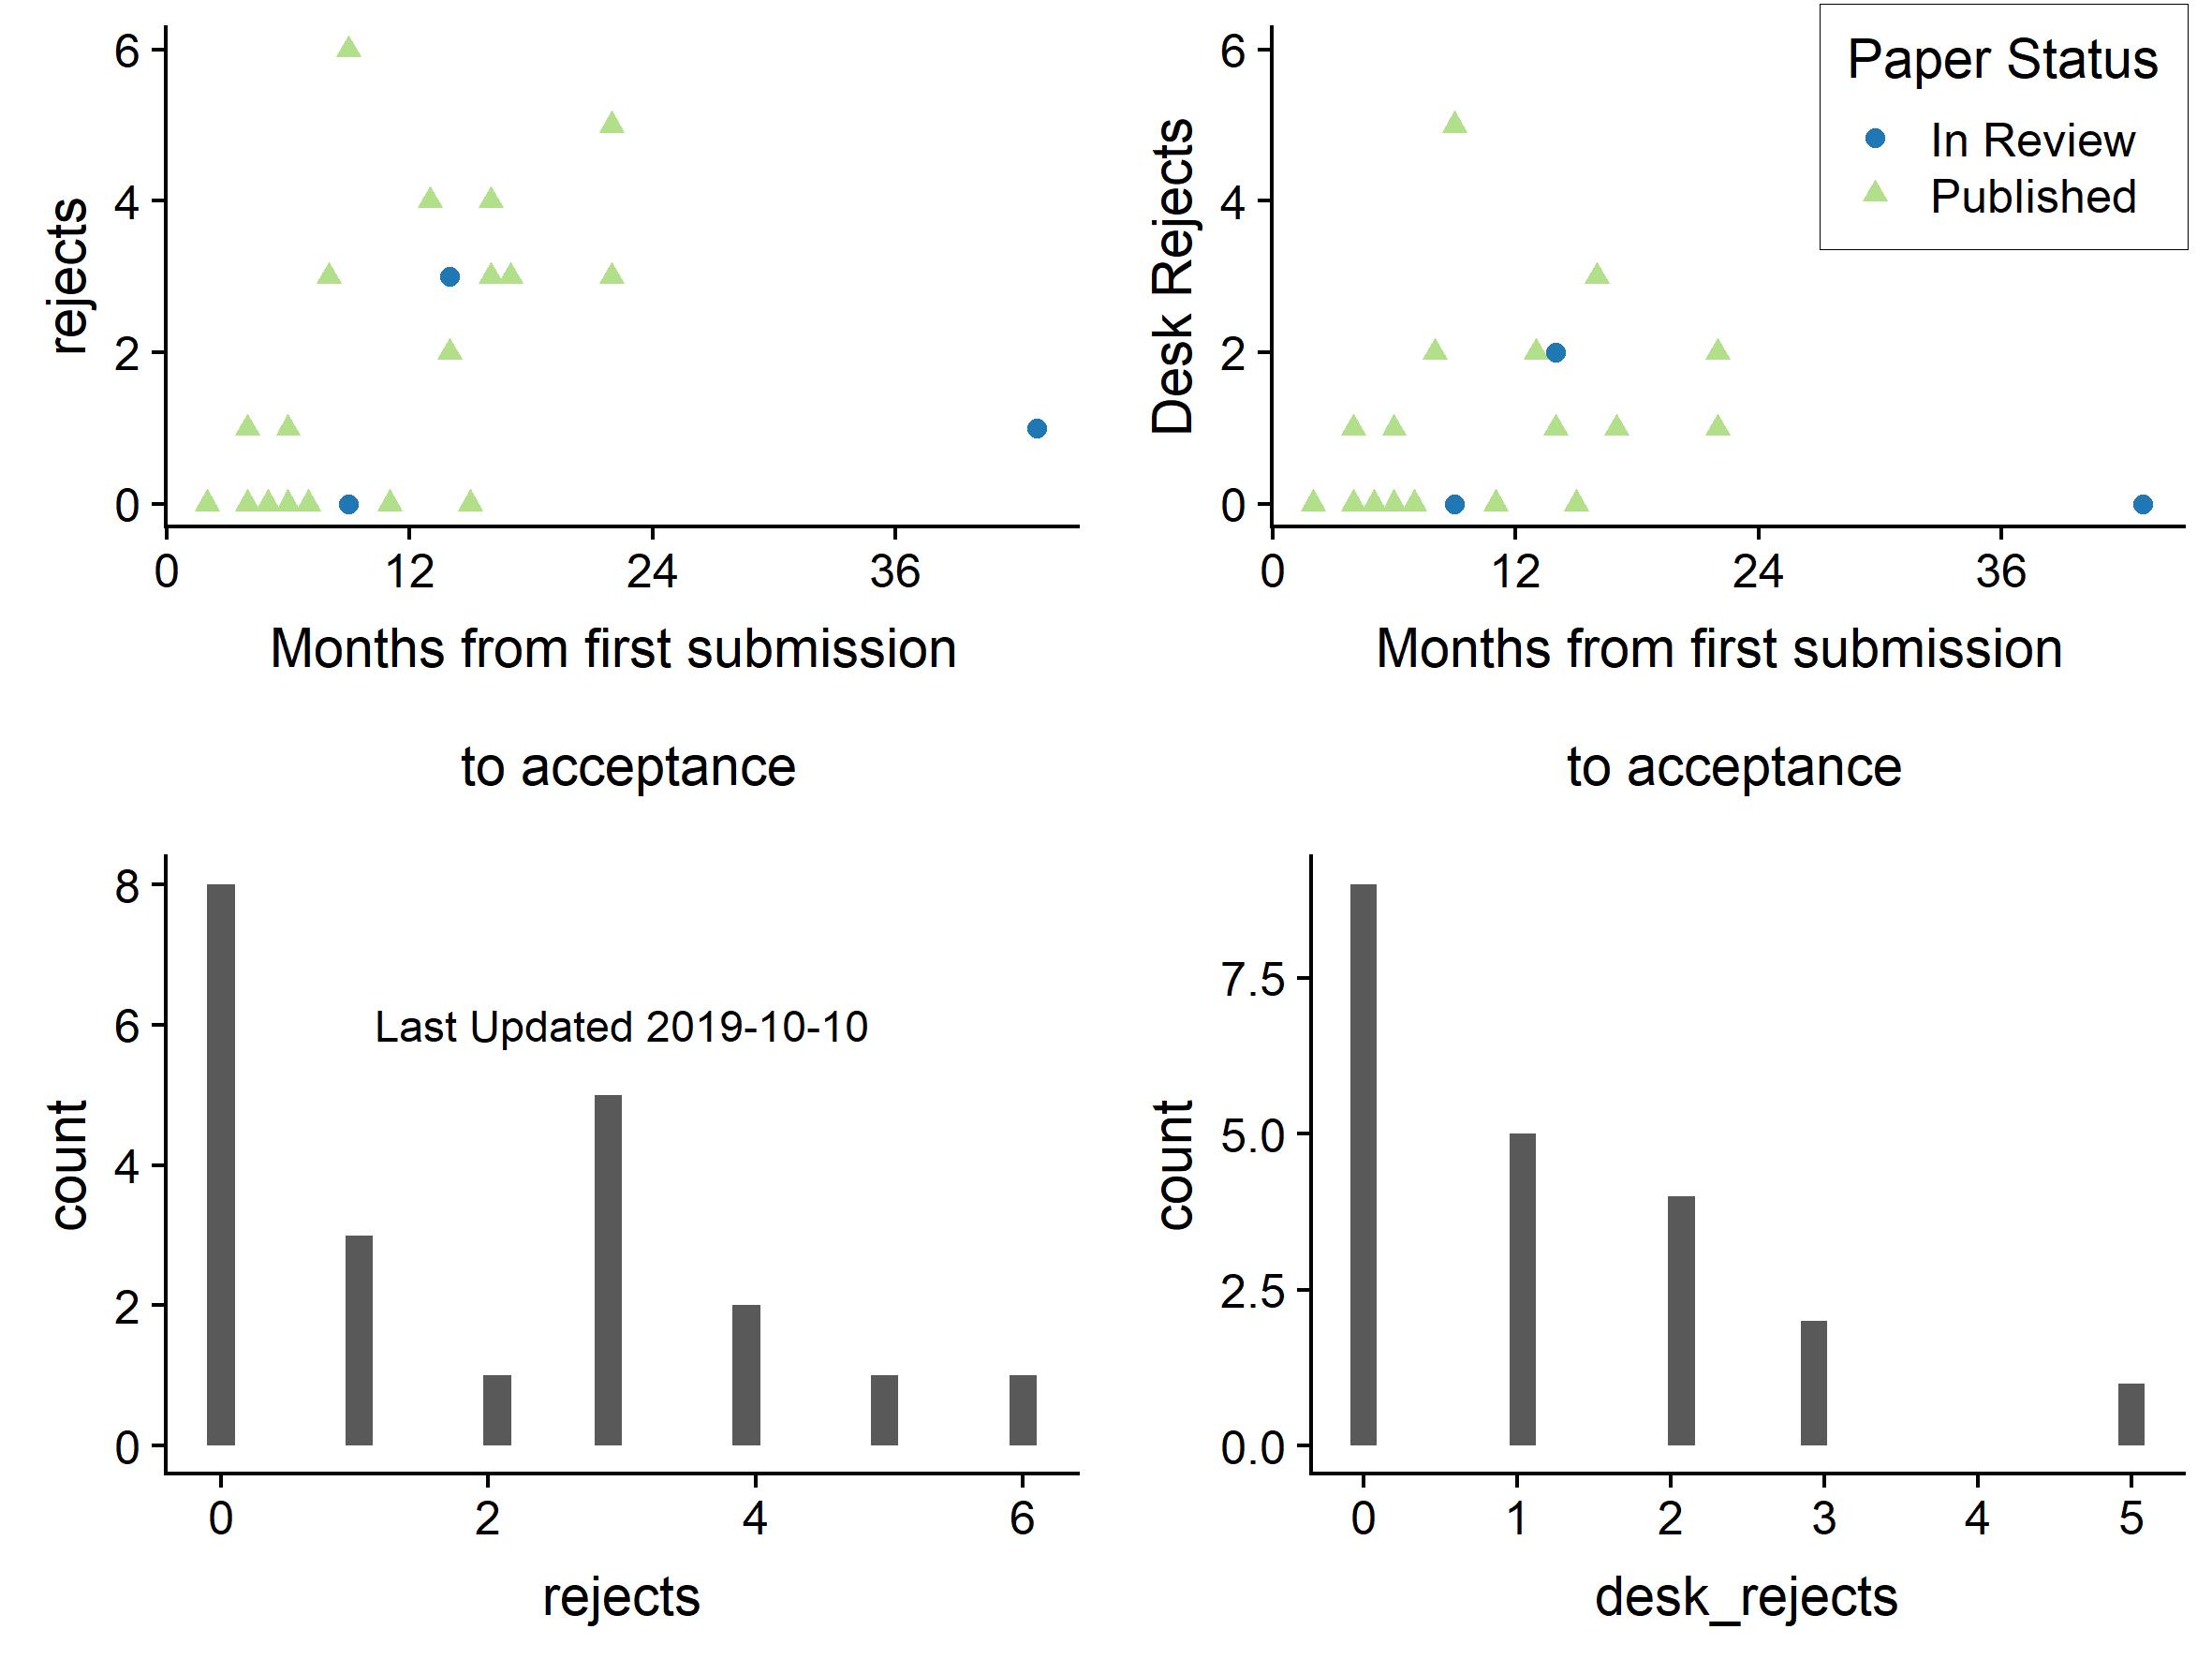 6
4
2
0
rejects
0 12 24 36
Months from first submission
to acceptance
6
4
2
0
Desk Rejects
0 12 24 36
Months from first submission
to acceptance
Paper Status
In Review
Published
8
6
4
2
0
count
Last Updated 2019-10-10
0 2 4 6
rejects
7.5
5.0
2.5
0.0
count
0 1 2 3 4 5
desk_rejects